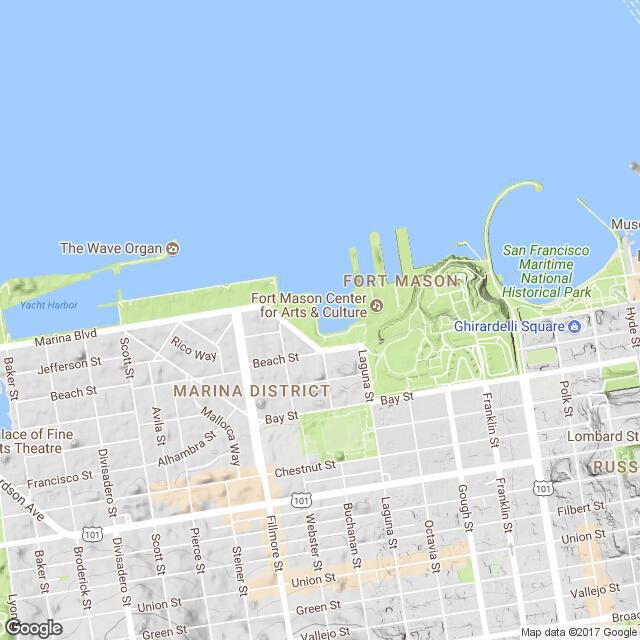 The Wave Organ
Muse
San Francisco
Maritime
National
Historical Park
FORT MASON
Fort Mason Center
for Arts & Culture
Yacht Harbor
Ghirardelli Square
Marina Blvd
Hyde St
Rico Way
Scott St
Beach St
Laguna St
Jefferson St
Baker St
MARINA DISTRICT
Beach St
Bay St
Polk St
Franklin St
Avila St
Mallorca Way
Bay St
alace of Fine
ts Theatre
Alhambra St
Lombard St
Chestnut St
RUSS
Francisco St
Divisadero St
rdson Ave
101
101
101
Gough St
Franklin St
Filbert St
Fillmore St
Webster St
Buchanan St
Laguna St
Octavia St
Union St
Pierce St
Scott St
Steiner St
Divisadero St
Broderick St
Baker St
Lyon
Union St
Union St
Green St
Vallejo St
Broa
Green St
Vallejo St
Google
Map data ©2017 Goo